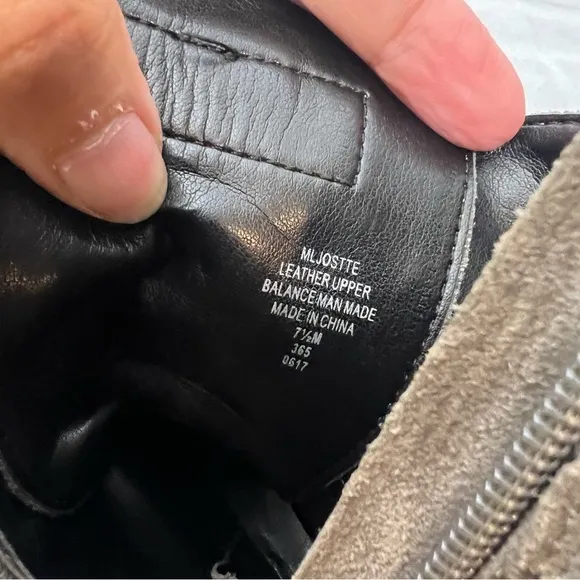 MLJOSTTE
LEATHER UPPER
BALANCE/MAN MADE
MADE IN CHINA
7½M
365
0617